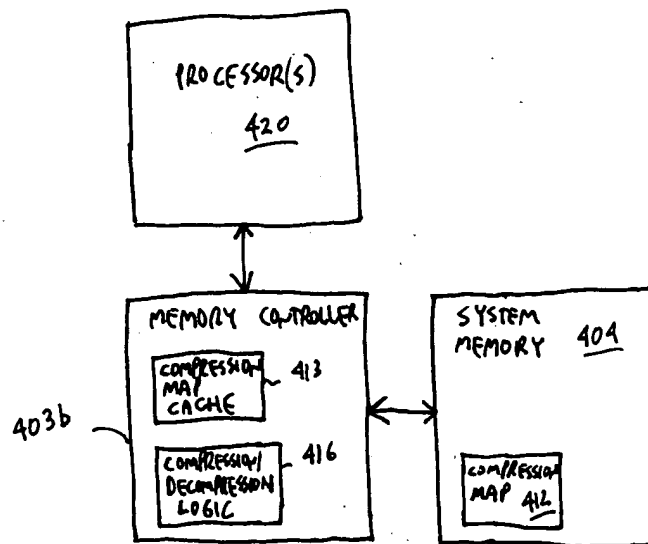 PROCESSOR(S)
420
MEMORY CONTROLLER
COMPRESSION
MAP
CACHE
413
COMPRESSION/
DECOMPRESSION
LOGIC
416
403b
SYSTEM
MEMORY 404
COMPRESSION
MAP 412